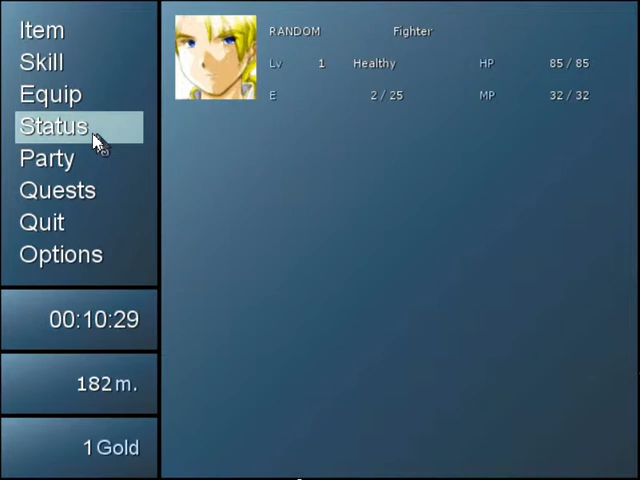 Item
Skill
Equip
Status
Party
Quests
Quit
Options
00:10:29
182 m.
1 Gold
RANDOM Fighter
Lv 1 Healthy HP 85 / 85
E 2 / 25 MP 32 / 32